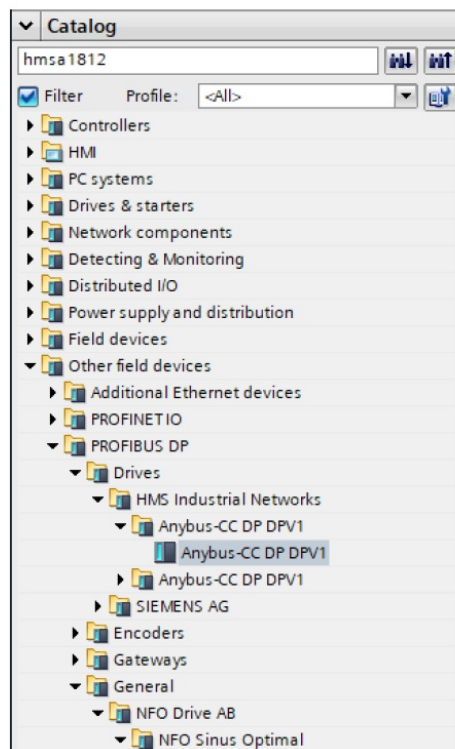 Catalog
hmsa1812
Filter Profile: <All>
Controllers
HMI
PC systems
Drives & starters
Network components
Detecting & Monitoring
Distributed I/O
Power supply and distribution
Field devices
Other field devices
Additional Ethernet devices
PROFINET IO
PROFIBUS DP
Drives
HMS Industrial Networks
Anybus-CC DP DPV1
Anybus-CC DP DPV1
Anybus-CC DP DPV1
SIEMENS AG
Encoders
Gateways
General
NFO Drive AB
NFO Sinus Optimal